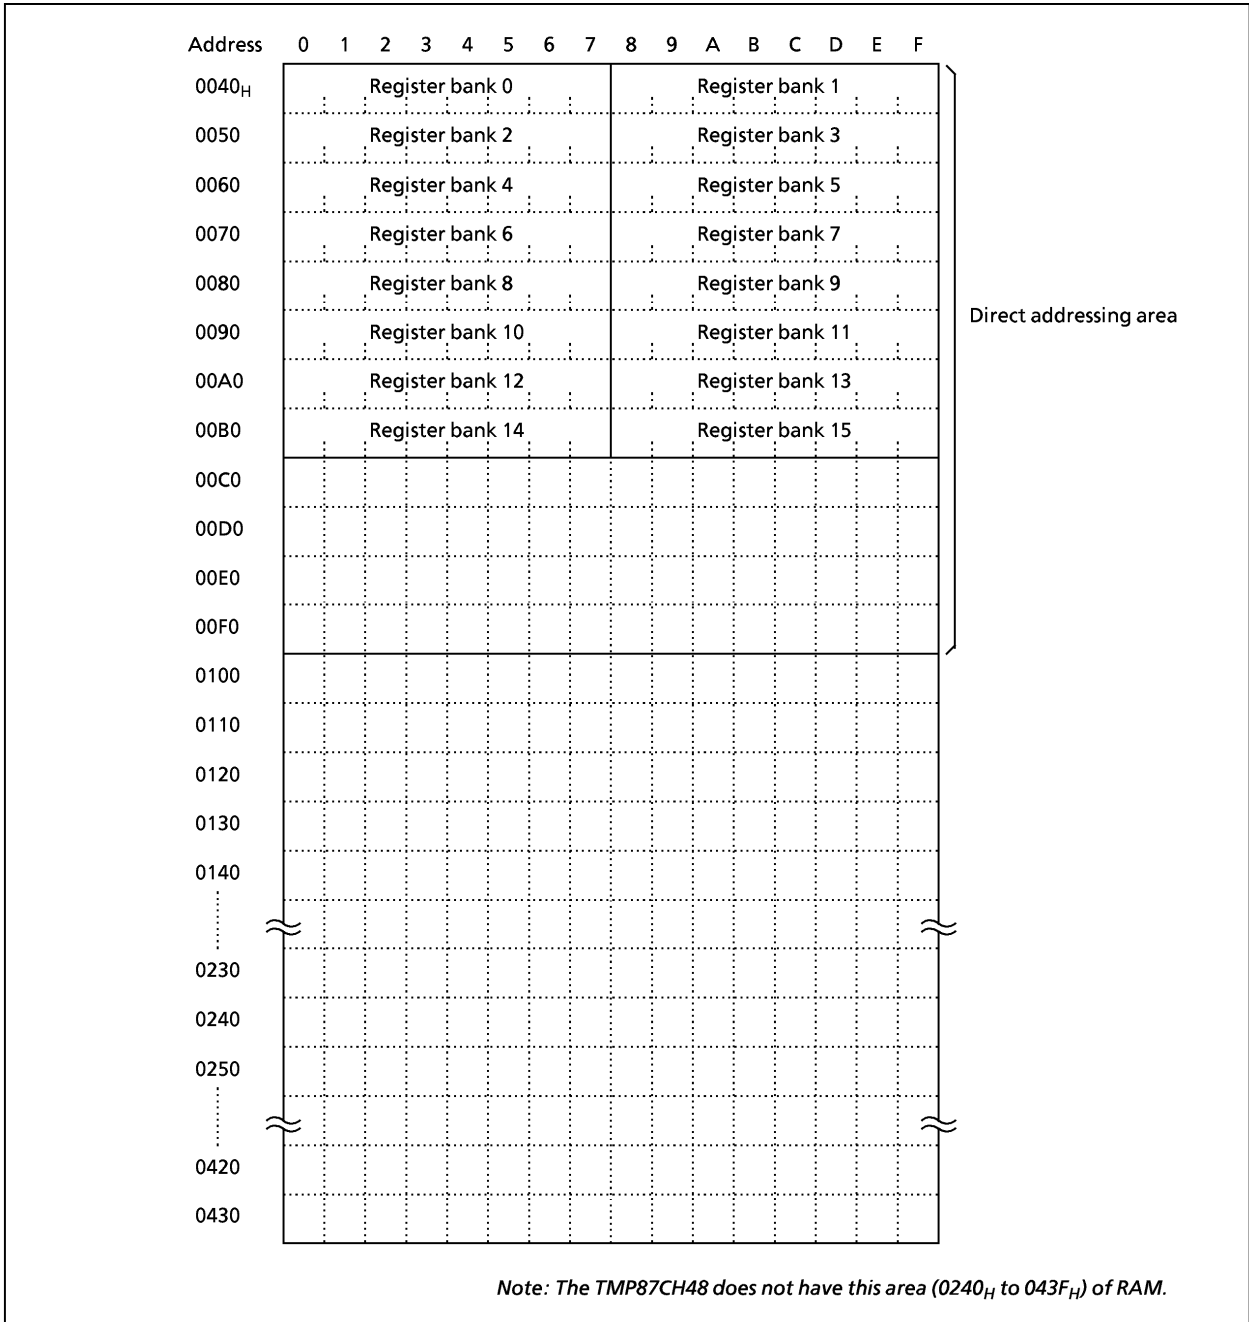 Address 0 1 2 3 4 5 6 7 8 9 A B C D E F
0040H Register bank 0 Register bank 1
0050 Register bank 2 Register bank 3
0060 Register bank 4 Register bank 5
0070 Register bank 6 Register bank 7
0080 Register bank 8 Register bank 9
Direct addressing area
0090 Register bank 10 Register bank 11
00A0 Register bank 12 Register bank 13
00B0 Register bank 14 Register bank 15
00C0
00D0
00E0
00F0
0100
0110
0120
0130
0140
0230
0240
0250
0420
0430
Note: The TMP87CH48 does not have this area (0240H to 043FH) of RAM.